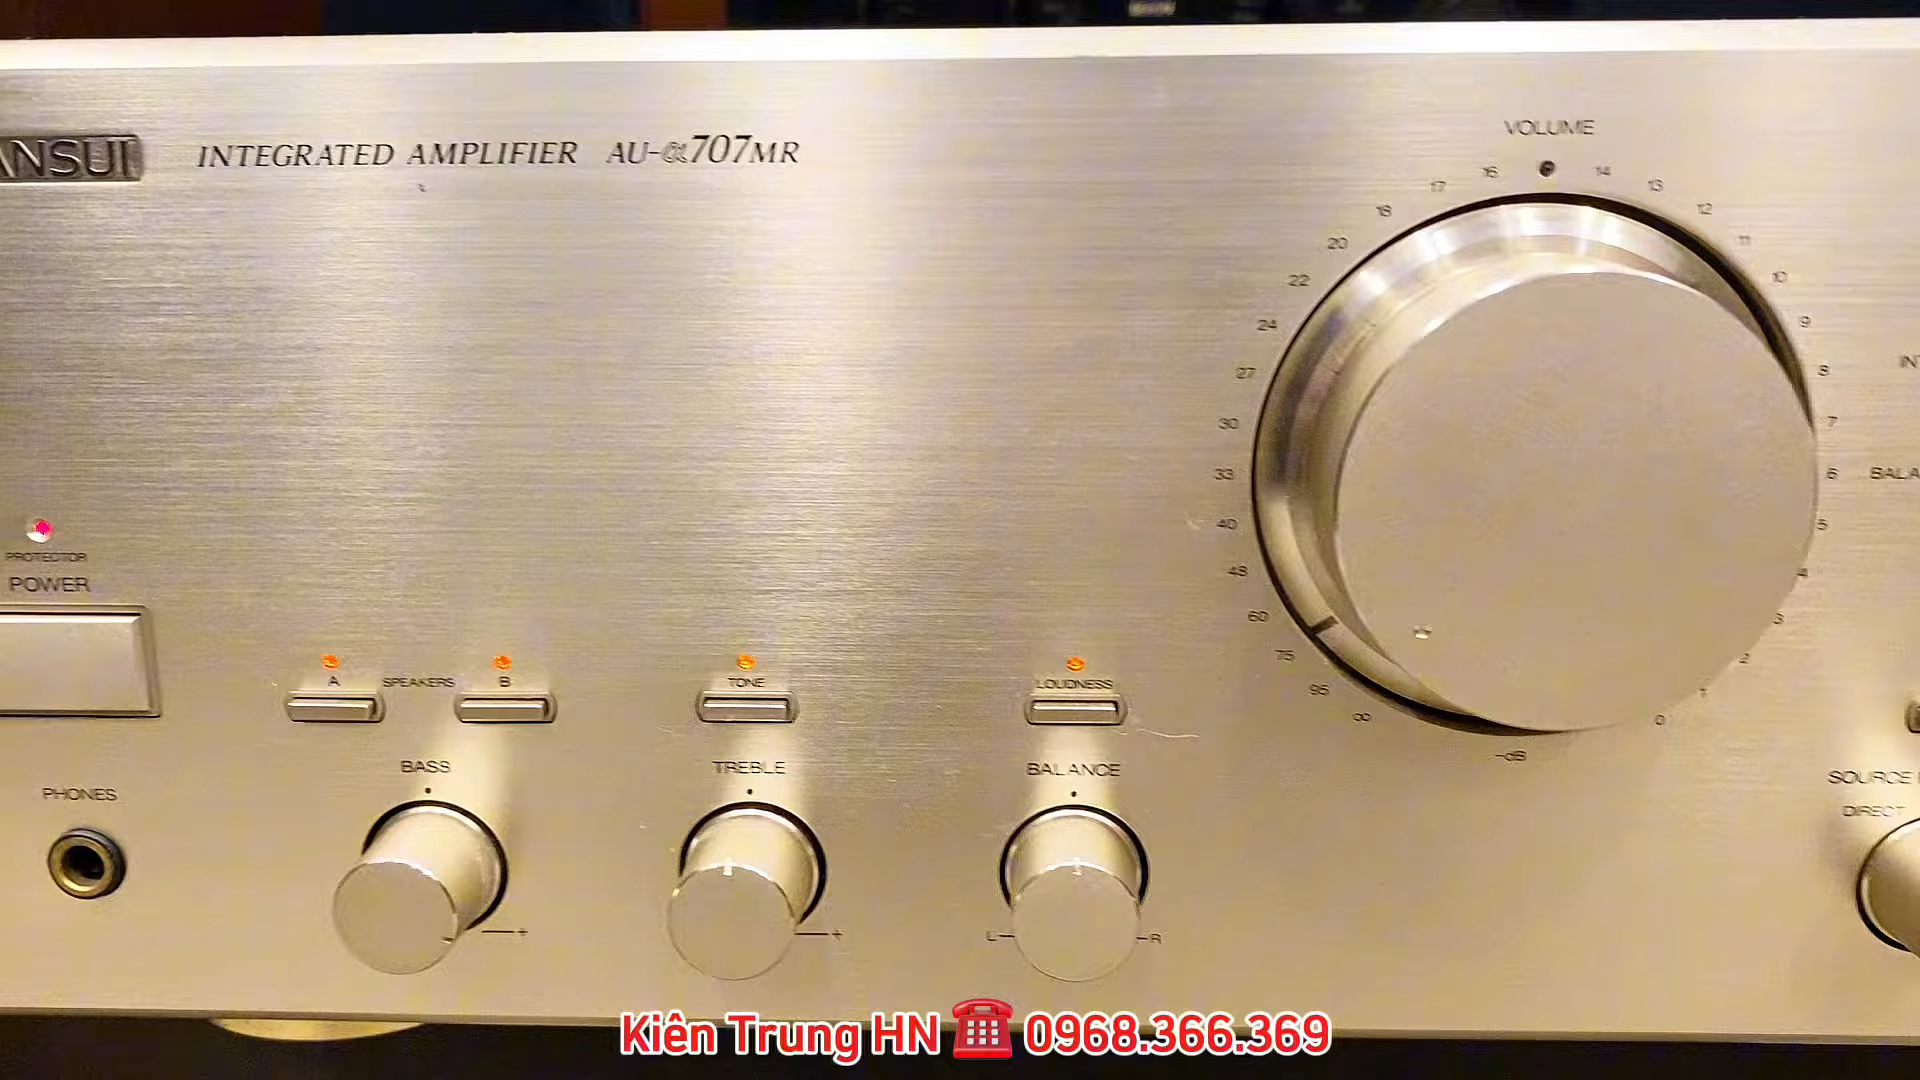 ANSUI
INTEGRATED AMPLIFIER AU-α707MR
VOLUME
16 14
17 13
18 12
20 11
22 10
24 9
27 8
30 7
33 6
40 5
48 4
60 3
75 2
95 1
∞ 0
-dB
IN
BALA
PROTECTOR
POWER
A SPEAKERS B
TONE
LOUDNESS
PHONES
BASS
TREBLE
BALANCE
+
+
L R
SOURCE
DIRECT
Kiên Trung HN ☎ 0968.366.369